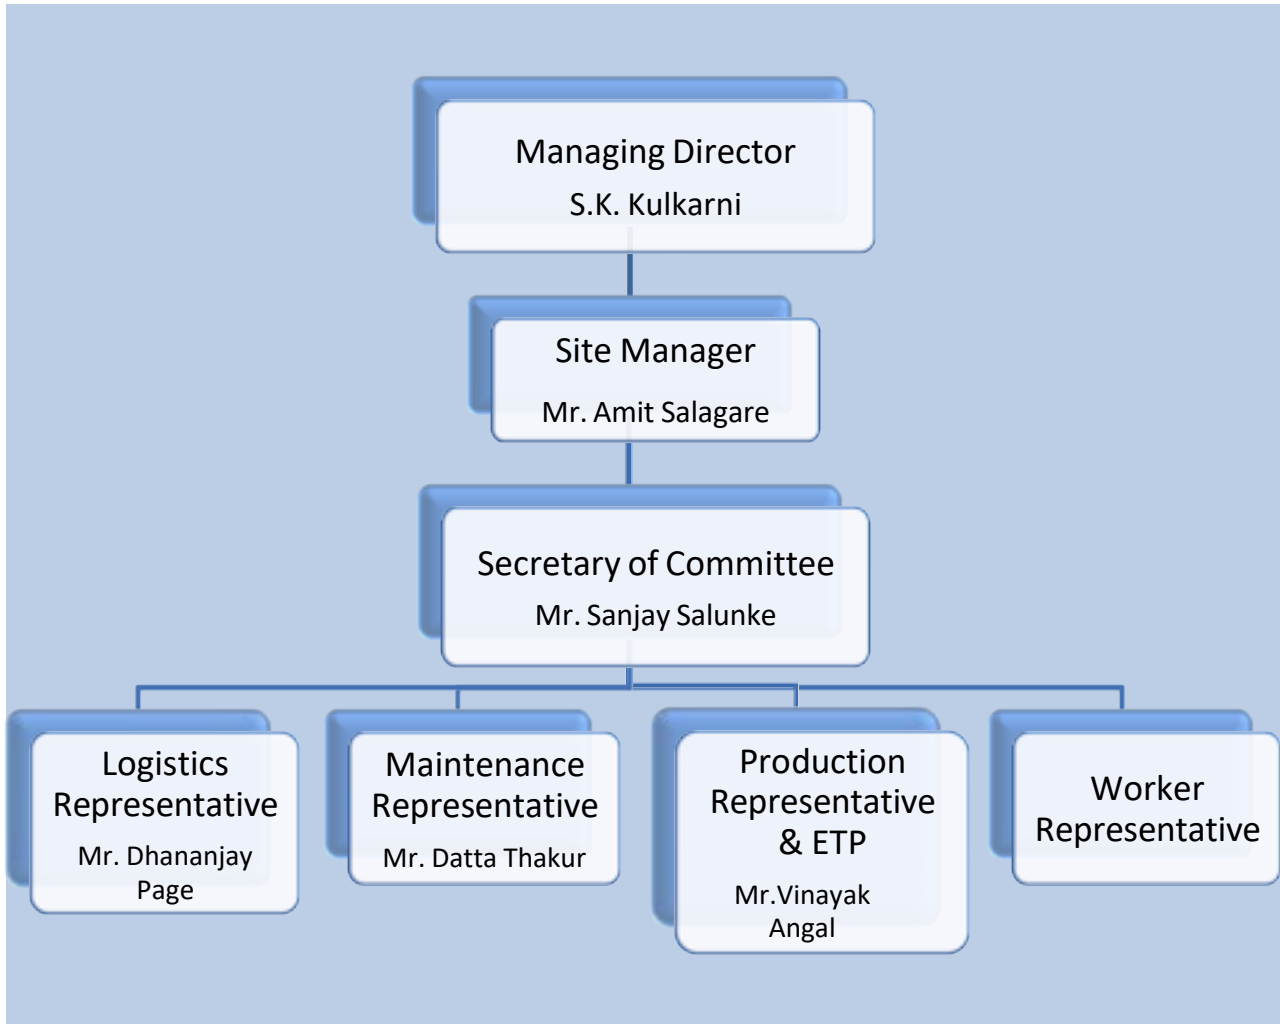 Managing Director
S.K. Kulkarni
Site Manager
Mr. Amit Salagare
Secretary of Committee
Mr. Sanjay Salunke
Logistics
Representative
Mr. Dhananjay
Page
Maintenance
Representative
Mr. Datta Thakur
Production
Representative
& ETP
Mr.Vinayak
Angal
Worker
Representative